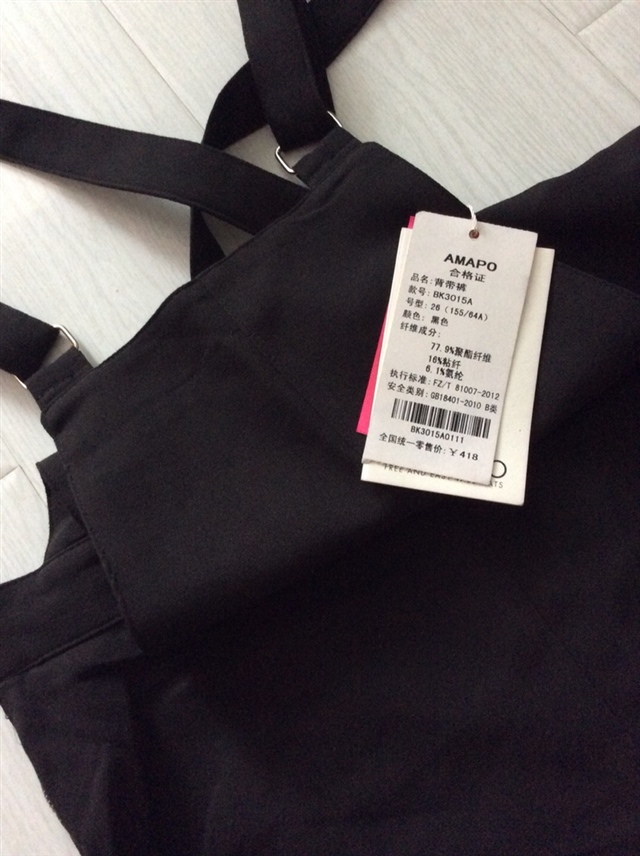 AMAPO
合格证
品名: 背带裤
款号: BK3015A
号型: 26 (155/64A)
颜色: 黑色
纤维成分:
77.9%聚酯纤维
16%粘纤
6.1%氨纶
执行标准: FZ/T 81007-2012
安全类别: GB18401-2010 B类
BK3015A0111
全国统一零售价: ￥418
O
FREE AND